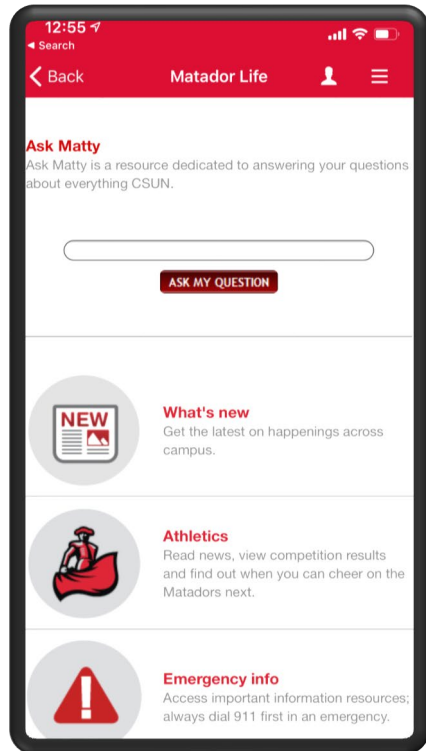 12:55
Search
Back Matador Life
Ask Matty
Ask Matty is a resource dedicated to answering your questions
about everything CSUN.
ASK MY QUESTION
NEW
What's new
Get the latest on happenings across
campus.
Athletics
Read news, view competition results
and find out when you can cheer on the
Matadors next.
Emergency info
Access important information resources;
always dial 911 first in an emergency.